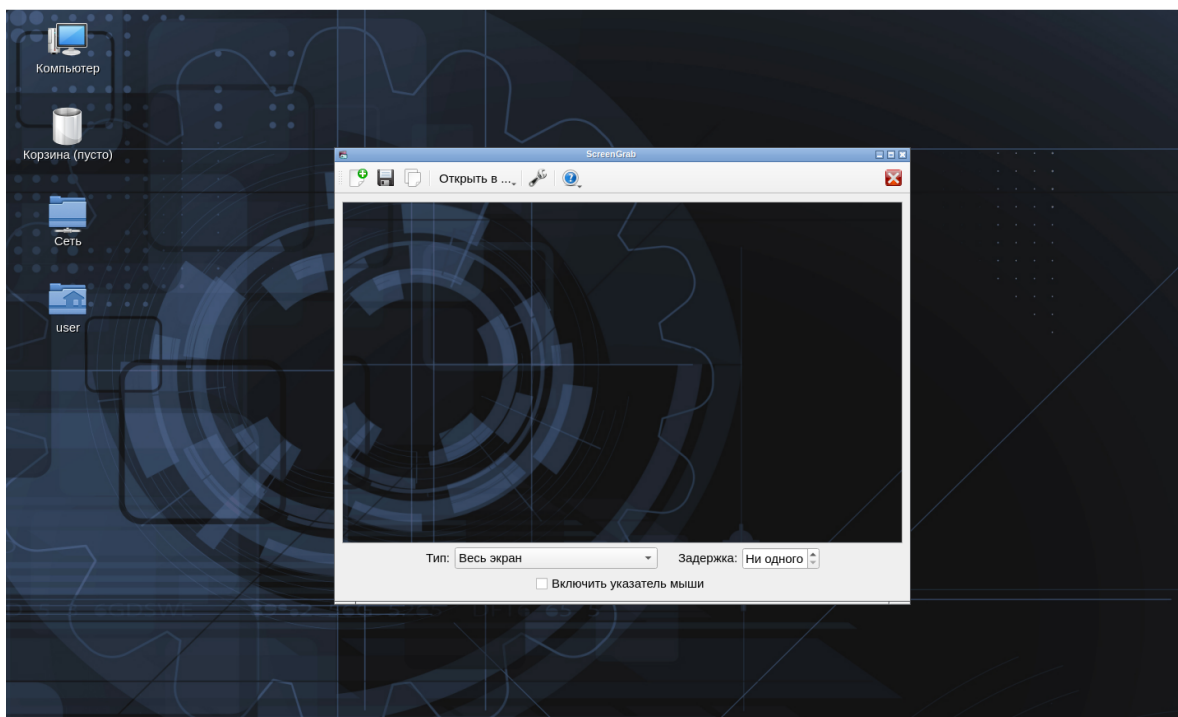 Компьютер
Корзина (пусто)
Сеть
user
ScreenGrab
Открыть в ...
Тип: Весь экран Задержка: Ни одного
Включить указатель мыши